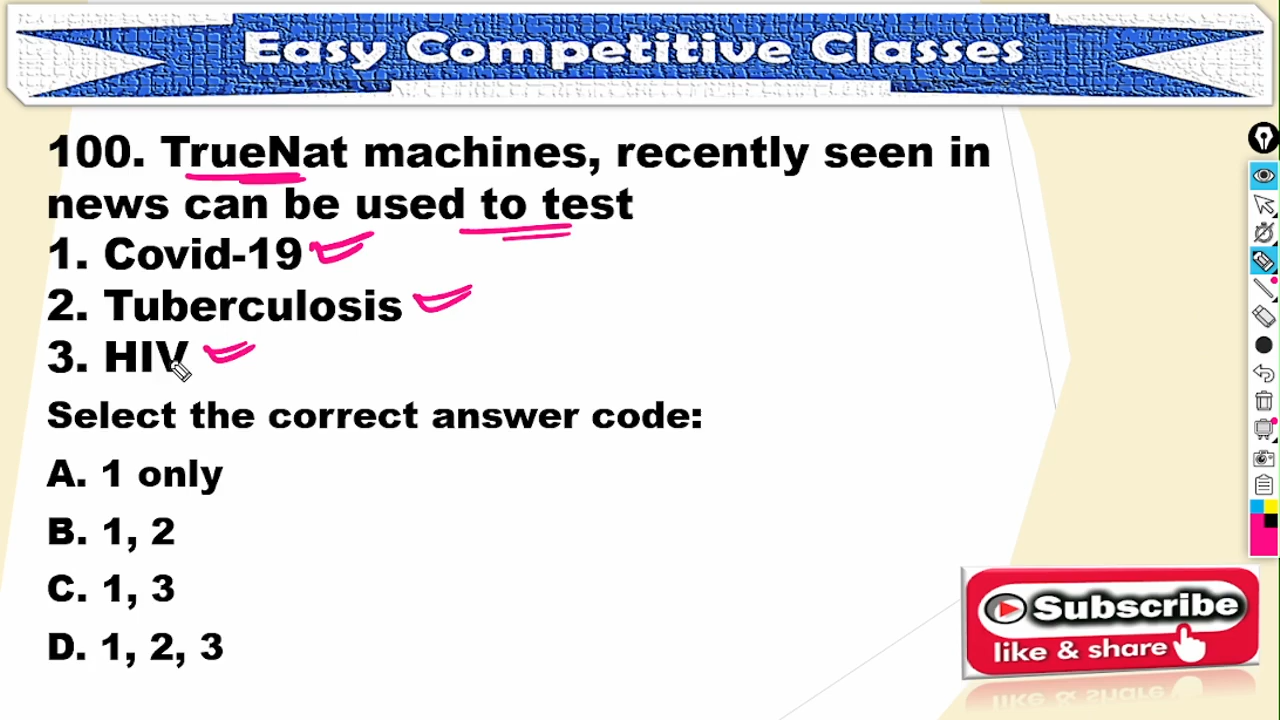 Easy Competitive Classes
100. TrueNat machines, recently seen in
news can be used to test
1. Covid-19
2. Tuberculosis
3. HIV
Select the correct answer code:
A. 1 only
B. 1, 2
C. 1, 3
D. 1, 2, 3
Subscribe
like & share